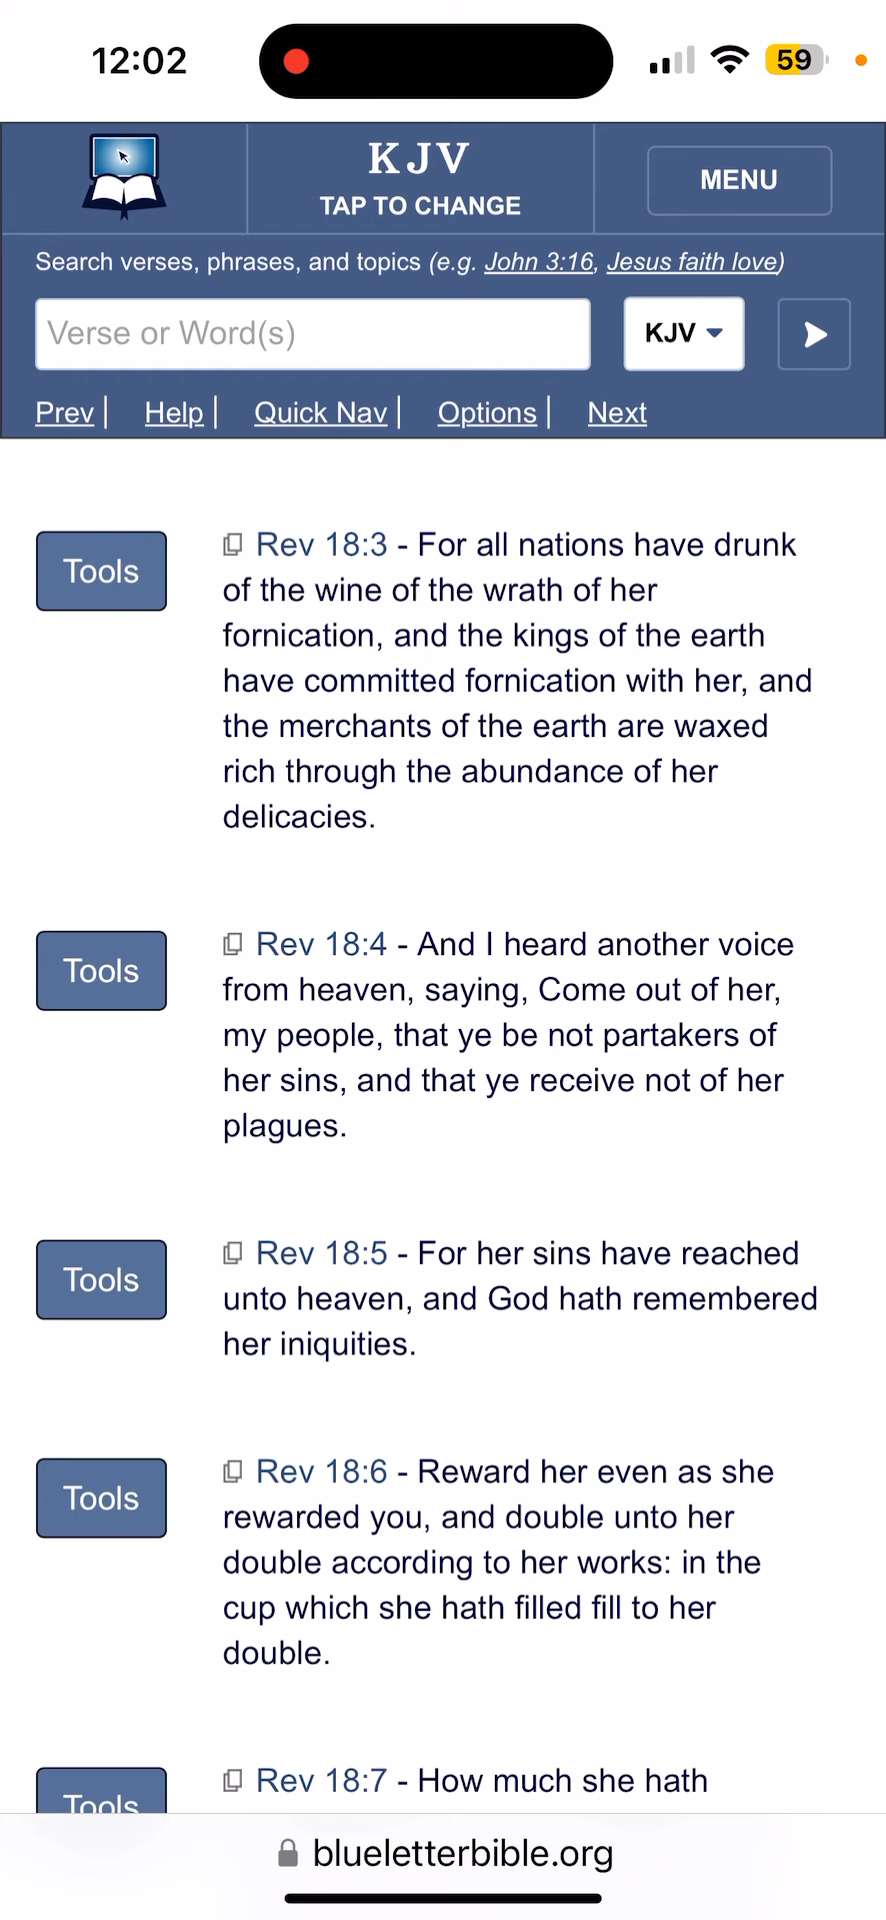 12:02
59
KJV
TAP TO CHANGE
MENU
Search verses, phrases, and topics (e.g. John 3:16, Jesus faith love)
Verse or Word(s)
KJV
Prev | Help | Quick Nav | Options | Next
Tools
Rev 18:3 - For all nations have drunk
of the wine of the wrath of her
fornication, and the kings of the earth
have committed fornication with her, and
the merchants of the earth are waxed
rich through the abundance of her
delicacies.
Tools
Rev 18:4 - And I heard another voice
from heaven, saying, Come out of her,
my people, that ye be not partakers of
her sins, and that ye receive not of her
plagues.
Tools
Rev 18:5 - For her sins have reached
unto heaven, and God hath remembered
her iniquities.
Tools
Rev 18:6 - Reward her even as she
rewarded you, and double unto her
double according to her works: in the
cup which she hath filled fill to her
double.
Tools
Rev 18:7 - How much she hath
blueletterbible.org